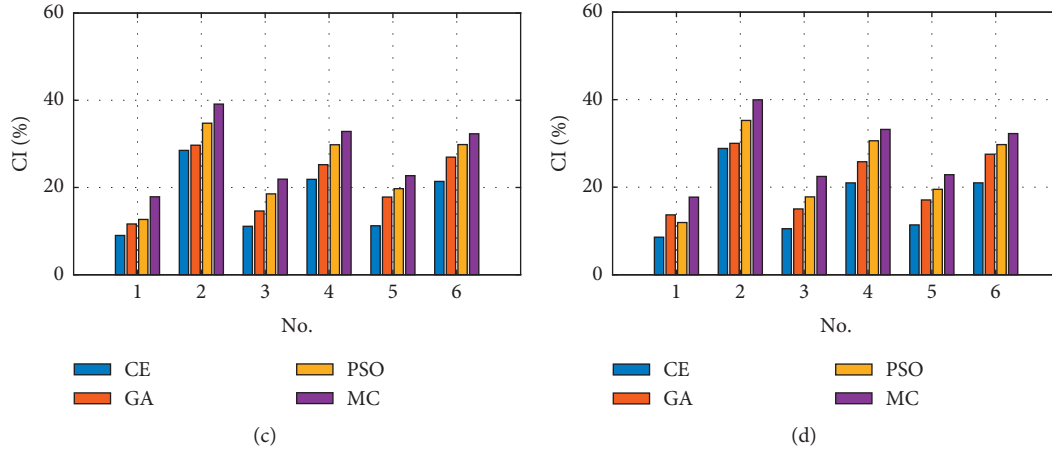 60
40
20
0
CI (%)
1 2 3 4 5 6
No.
CE PSO
GA MC
(c)
60
40
20
0
CI (%)
1 2 3 4 5 6
No.
CE PSO
GA MC
(d)